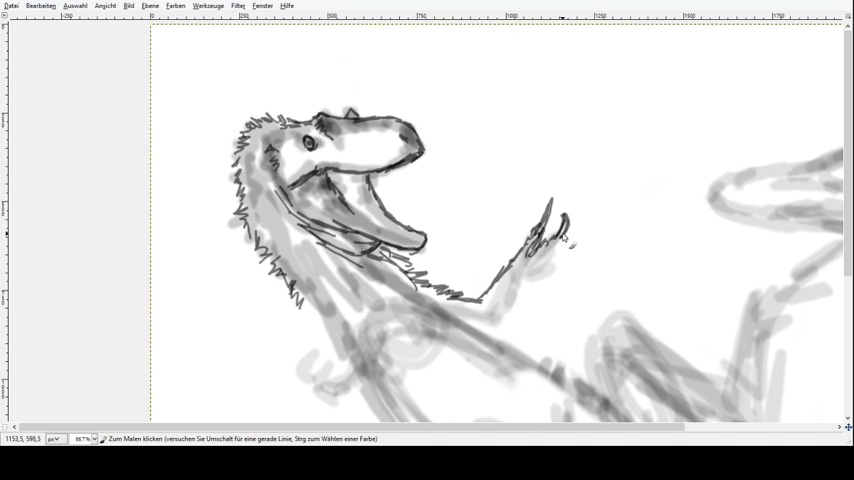 Datei Bearbeiten Auswahl Ansicht Bild Ebene Farben Werkzeuge Filter Fenster Hilfe
-250 0 250 500 750 1000 1250 1500 1750
1153,5, 598,5 px 66.7% Zum Malen klicken (versuchen Sie Umschalt für eine gerade Linie, Strg zum Wählen einer Farbe)